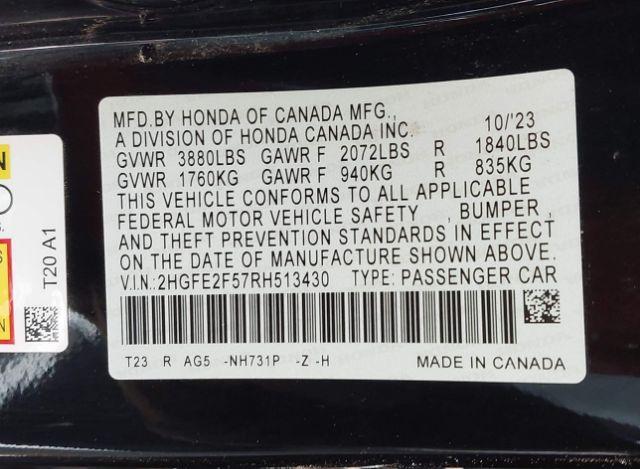 MFD.BY HONDA OF CANADA MFG.,
A DIVISION OF HONDA CANADA INC. 10/'23
GVWR 3880LBS GAWR F 2072LBS R 1840LBS
GVWR 1760KG GAWR F 940KG R 835KG
THIS VEHICLE CONFORMS TO ALL APPLICABLE
FEDERAL MOTOR VEHICLE SAFETY , BUMPER ,
AND THEFT PREVENTION STANDARDS IN EFFECT
ON THE DATE OF MANUFACTURE SHOWN ABOVE.
V.I.N.:2HGFE2F57RH513430 TYPE: PASSENGER CAR
T23 R AG5 -NH731P -Z -H MADE IN CANADA
T20 A1
N